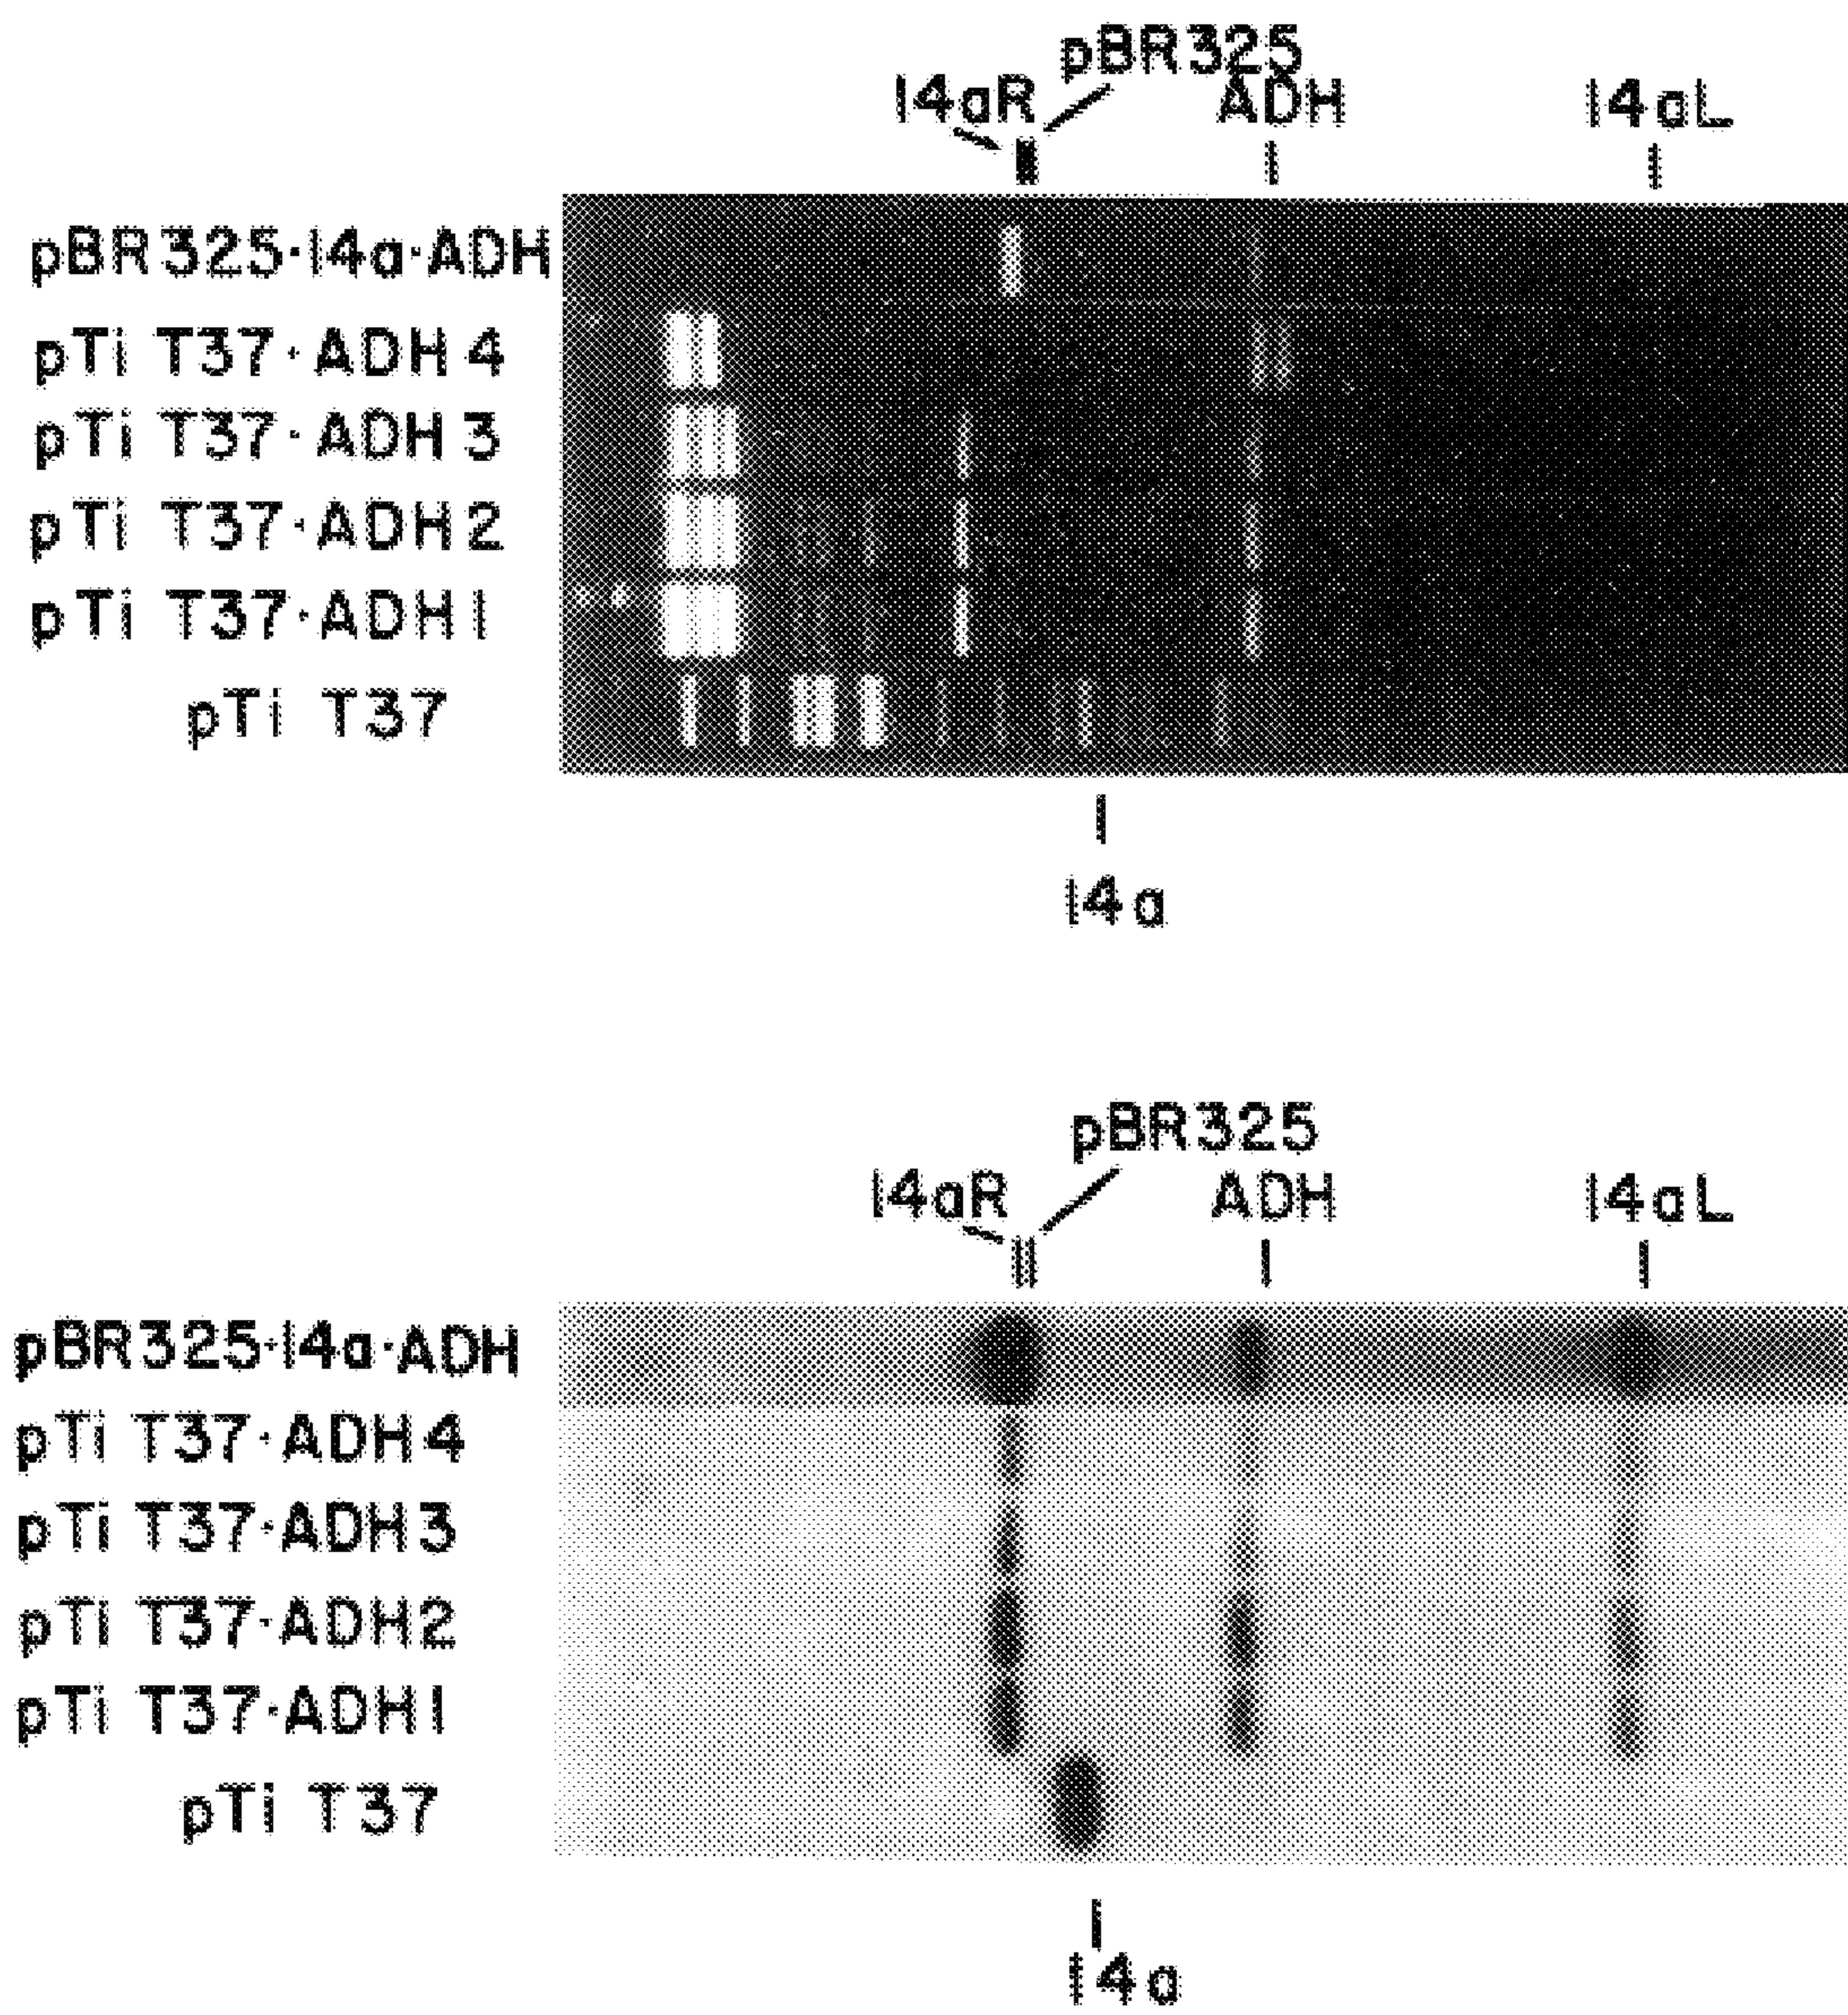 pBR325
14aR ADH 14aL
pBR325·14a·ADH
pTi T37·ADH 4
pTi T37·ADH 3
pTi T37·ADH 2
pTi T37·ADH 1
pTi T37
14a
pBR325
14aR ADH 14aL
pBR325·14a·ADH
pTi T37·ADH 4
pTi T37·ADH 3
pTi T37·ADH 2
pTi T37·ADH 1
pTi T37
14a